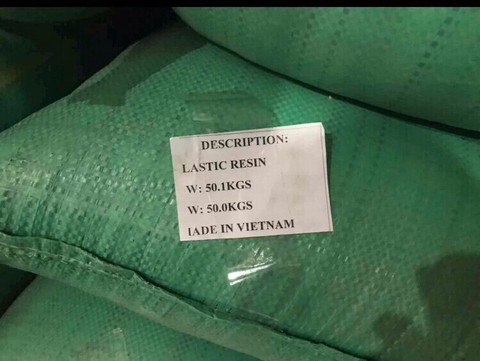 DESCRIPTION:
LASTIC RESIN
W: 50.1KGS
W: 50.0KGS
IADE IN VIETNAM